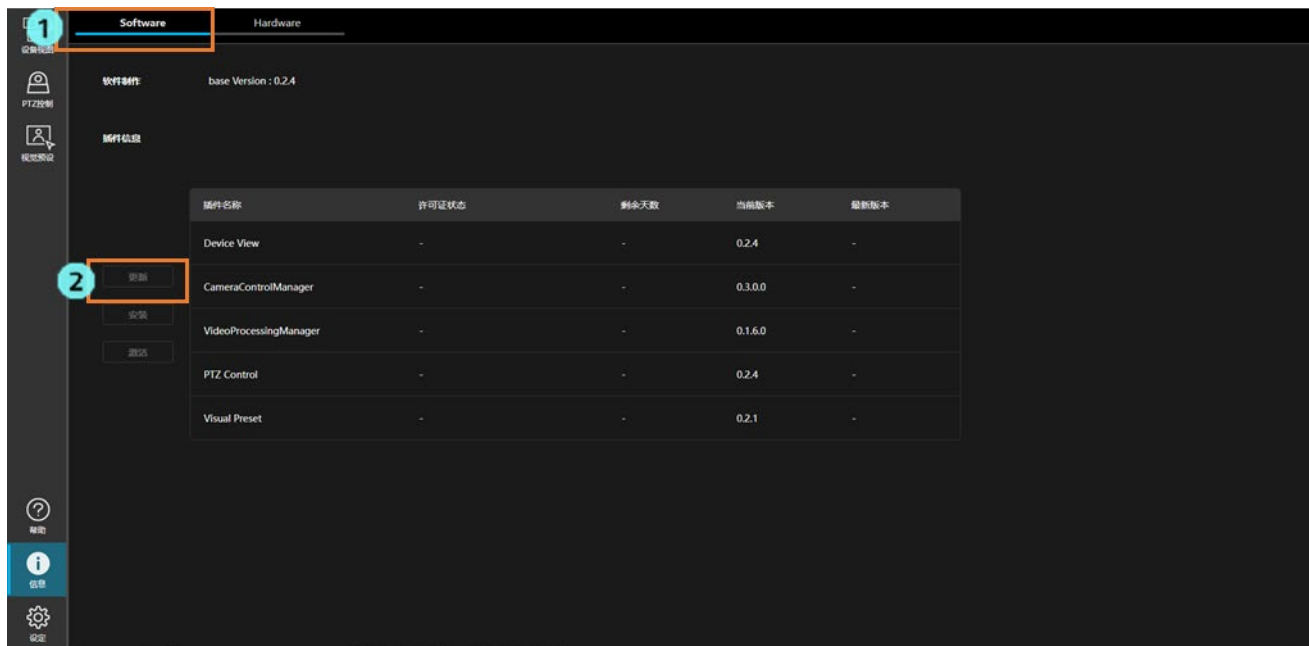 1
Software
Hardware
设备视图
PTZ控制
视觉预设
软件制作
base Version : 0.2.4
插件信息
插件名称 许可证状态 剩余天数 当前版本 最新版本
Device View - - 0.2.4 -
2
更新
CameraControlManager - - 0.3.0.0 -
安装
VideoProcessingManager - - 0.1.6.0 -
激活
PTZ Control - - 0.2.4 -
Visual Preset - - 0.2.1 -
帮助
信息
设定